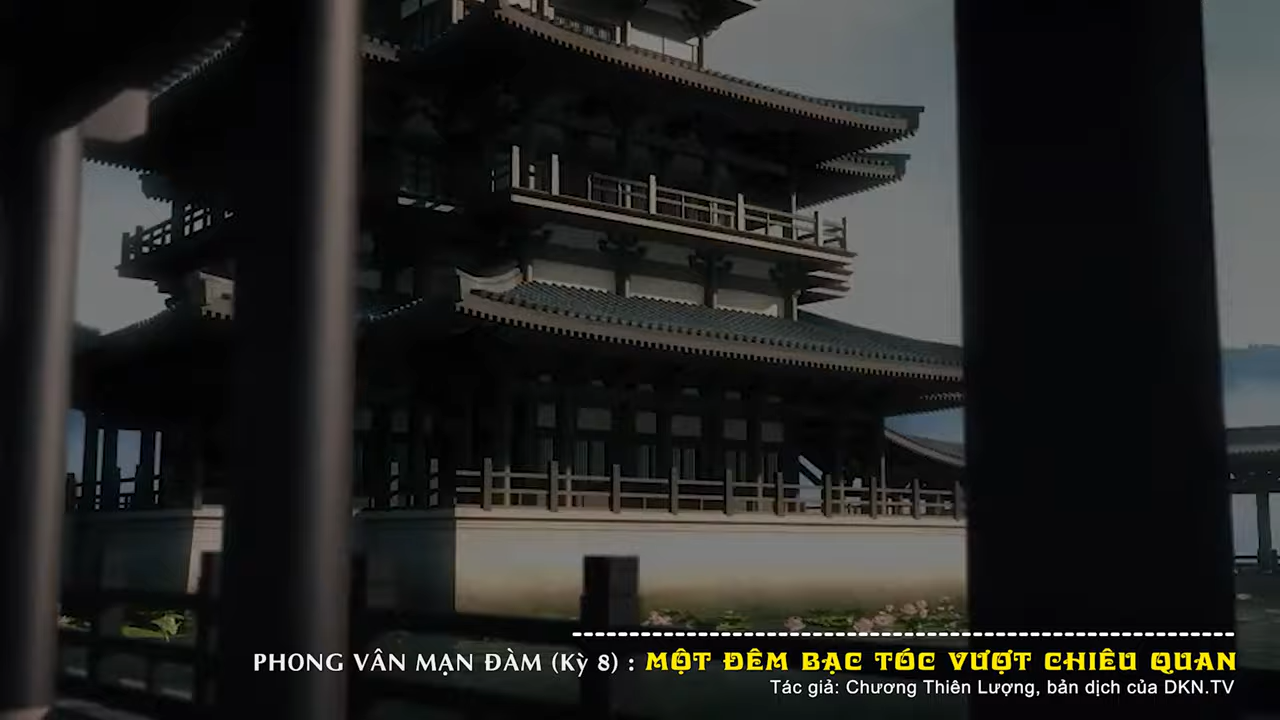 PHONG VÂN MẠN ĐÀM (Kỳ 8) : MỘT ĐÊM BẠC TÓC VƯỢT CHIÊU QUAN
Tác giả: Chương Thiên Lượng, bản dịch của DKN.TV